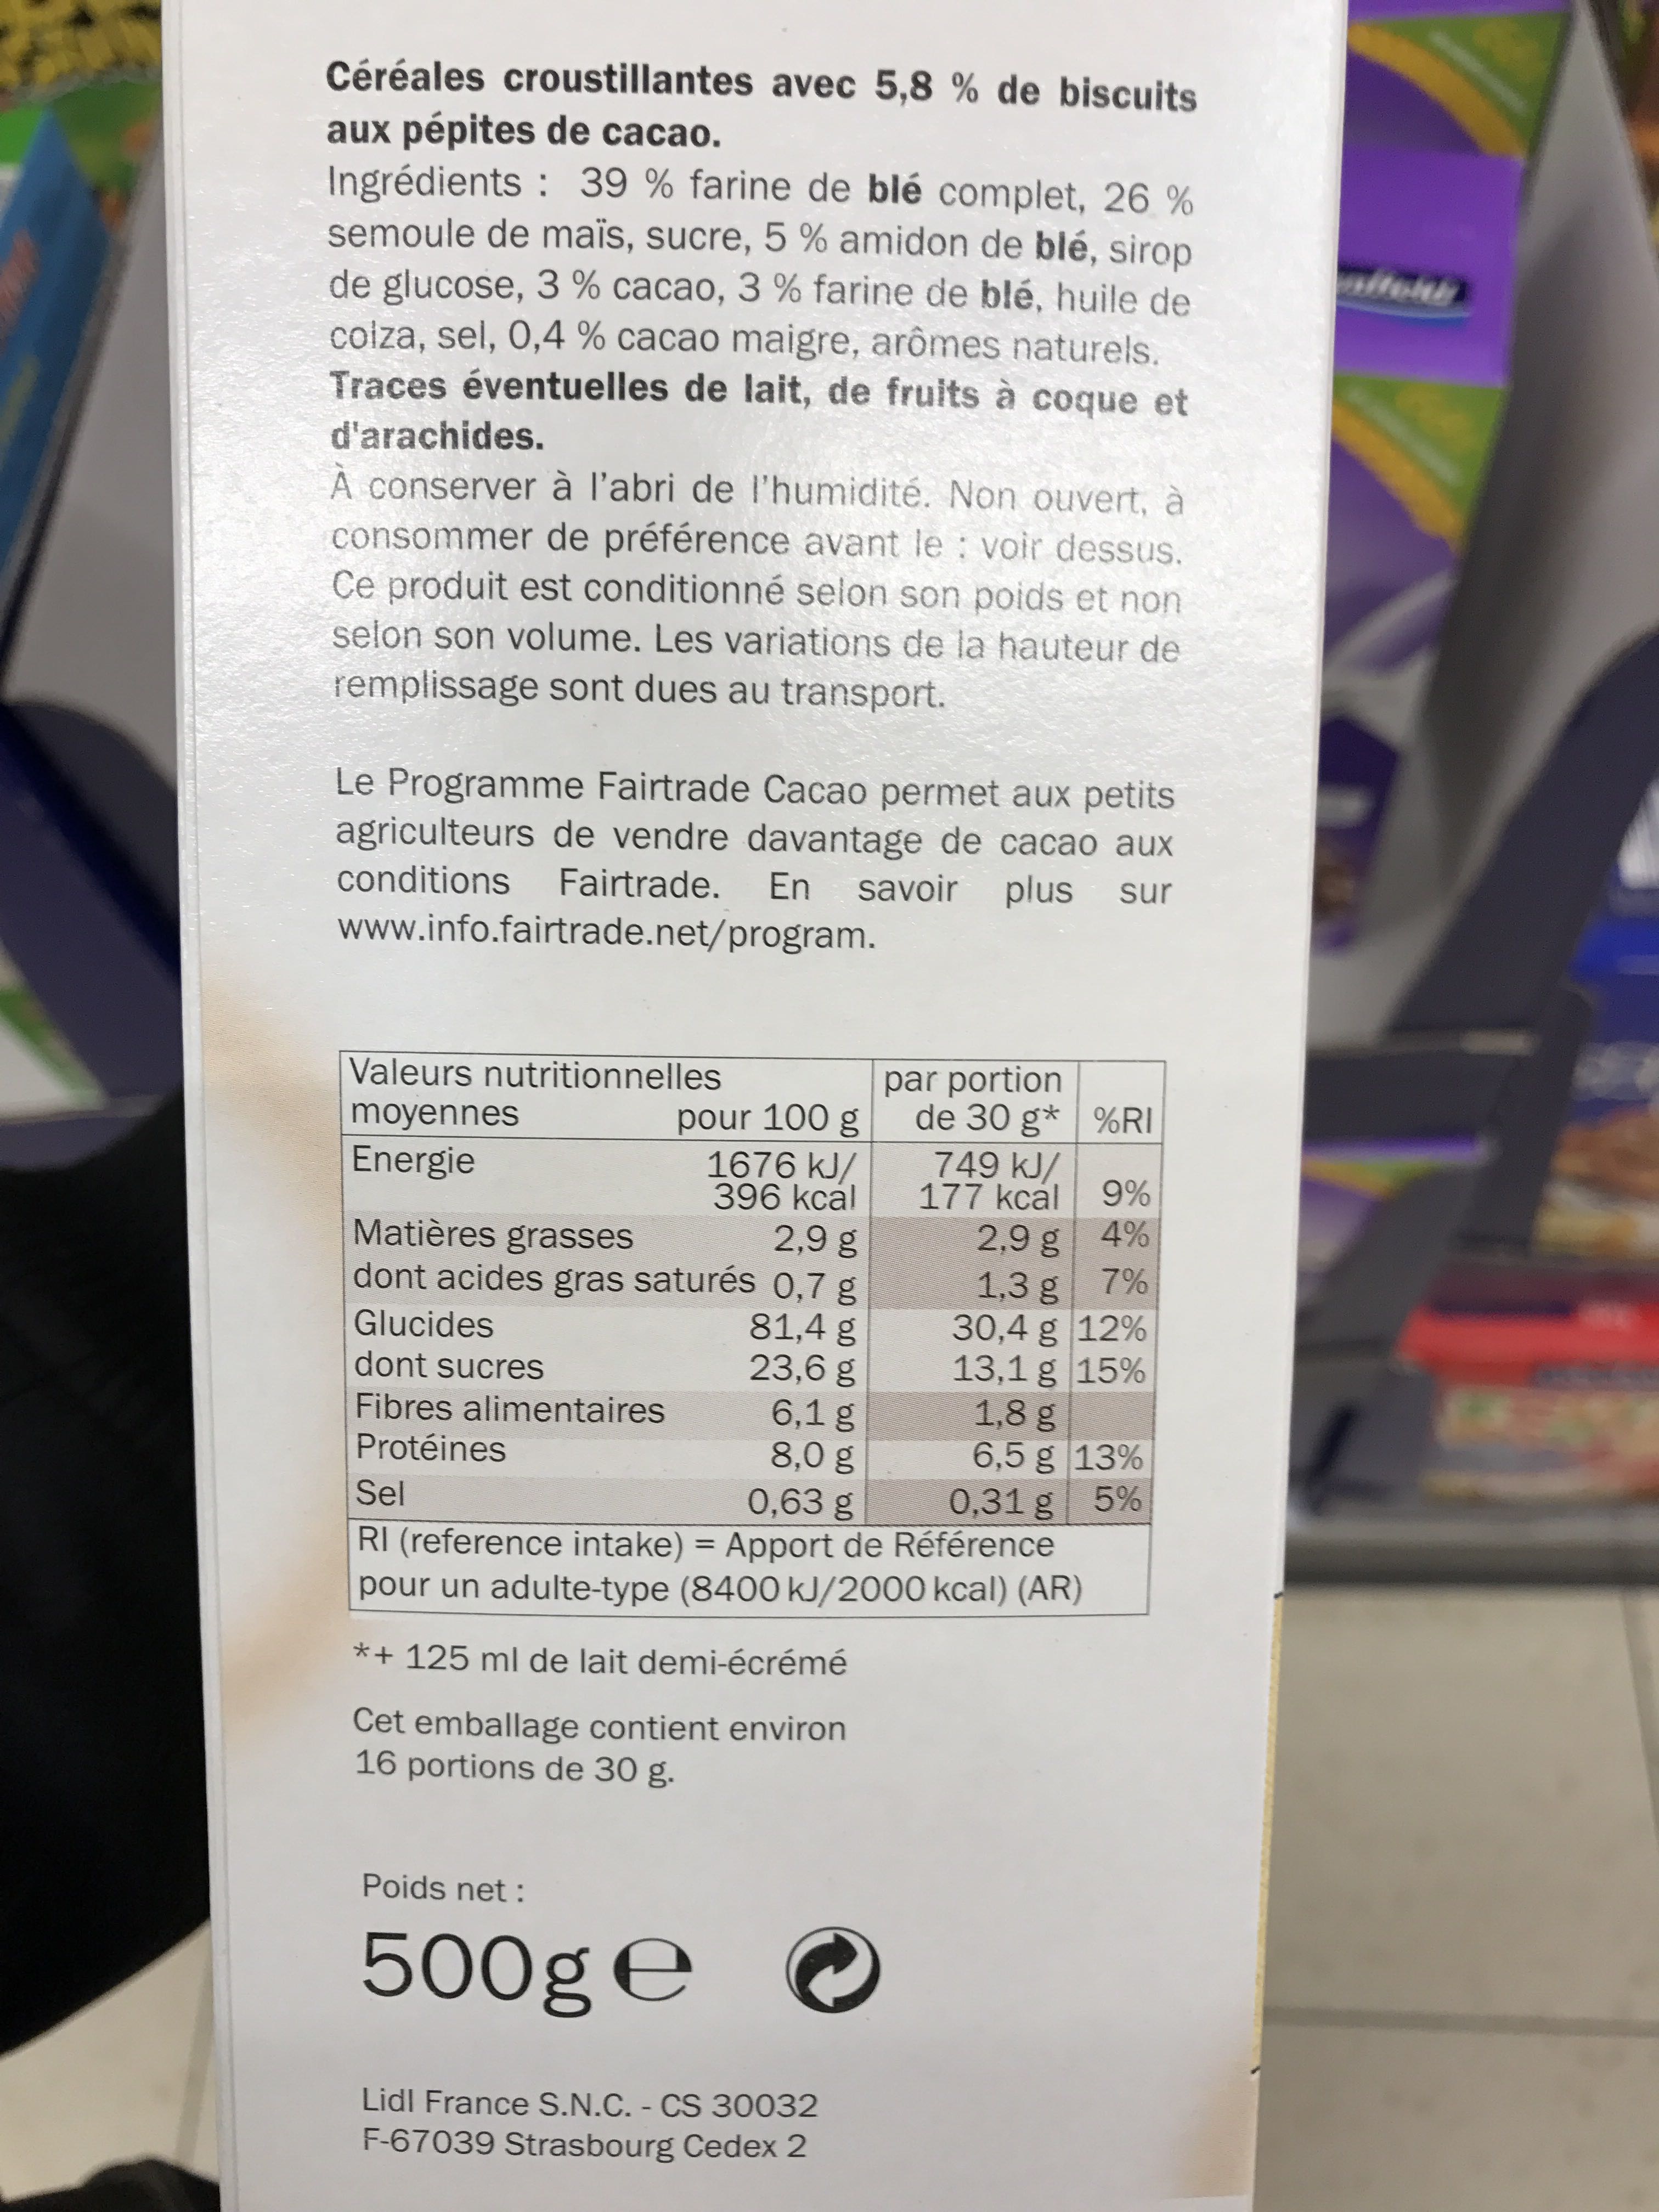 Céréales croustillantes avec 5,8 % de biscuits
aux pépites de cacao.
Ingrédients : 39 % farine de blé complet, 26 %
semoule de maïs, sucre, 5 % amidon de blé, sirop
de glucose, 3 % cacao, 3 % farine de blé, huile de
colza, sel, 0,4 % cacao maigre, arômes naturels.
Traces éventuelles de lait, de fruits à coque et
d'arachides.
À conserver à l'abri de l'humidité. Non ouvert, à
consommer de préférence avant le : voir dessus.
Ce produit est conditionné selon son poids et non
selon son volume. Les variations de la hauteur de
remplissage sont dues au transport.
Le Programme Fairtrade Cacao permet aux petits
agriculteurs de vendre davantage de cacao aux
conditions Fairtrade. En savoir plus sur
www.info.fairtrade.net/program.
Valeurs nutritionnelles par portion
moyennes pour 100 g de 30 g* %RI
Energie 1676 kJ/ 749 kJ/
396 kcal 177 kcal 9%
Matières grasses 2,9 g 2,9 g 4%
dont acides gras saturés 0,7 g 1,3 g 7%
Glucides 81,4 g 30,4 g 12%
dont sucres 23,6 g 13,1 g 15%
Fibres alimentaires 6,1 g 1,8 g
Protéines 8,0 g 6,5 g 13%
Sel 0,63 g 0,31 g 5%
RI (reference intake) = Apport de Référence
pour un adulte-type (8400 kJ/2000 kcal) (AR)
*+ 125 ml de lait demi-écrémé
Cet emballage contient environ
16 portions de 30 g.
Poids net :
500g e
Lidl France S.N.C. - CS 30032
F-67039 Strasbourg Cedex 2